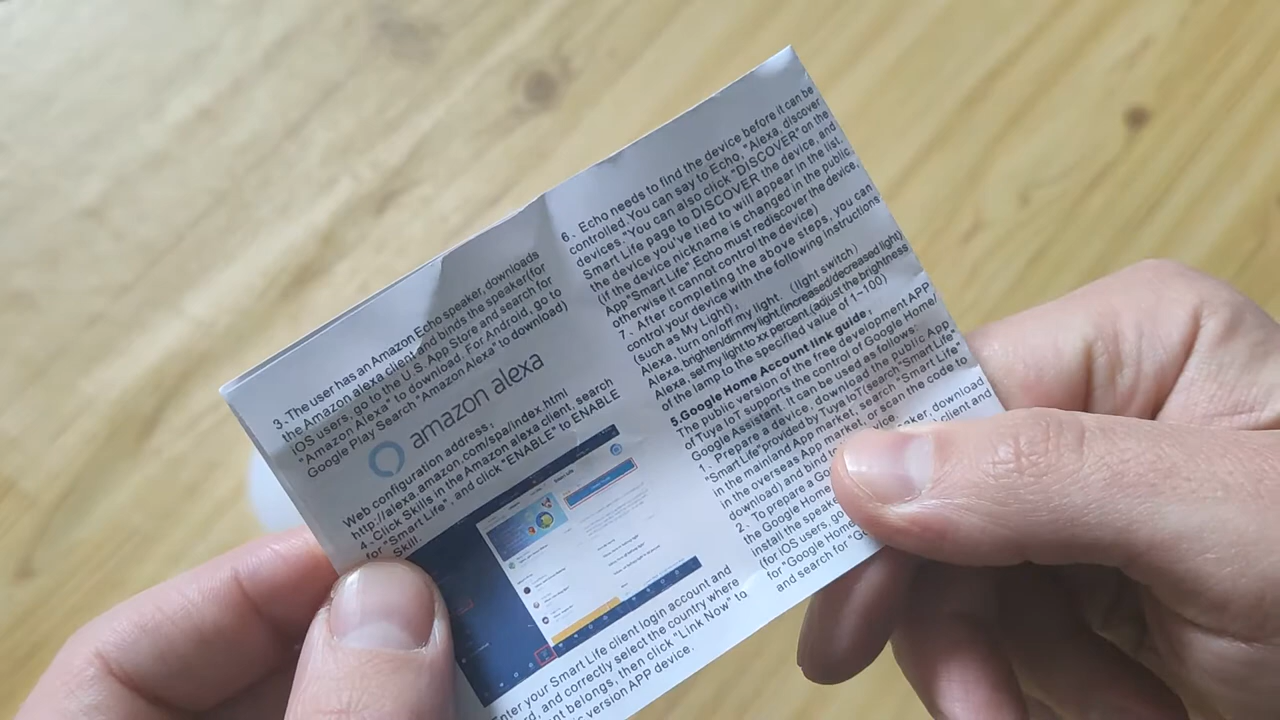 3、The user has an Amazon Echo speaker, downloads
the Amazon alexa client and binds the speaker(for
iOS users, go to the U.S. App Store and search for
"Amazon Alexa" to download. For Android, go to
Google Play Search "Amazon Alexa" to download)
amazon alexa
Web configuration address:
http://alexa.amazon.com/spa/index.html
4、Click Skills in the Amazon alexa client, search
for "Smart Life", and click "ENABLE" to ENABLE
Skill.
Enter your Smart Life client login account and
and correctly select the country where
belongs, then click "Link Now" to
version APP device.
6、Echo needs to find the device before it can be
controlled. You can say to Echo, "Alexa, discover
devices. "You can also click "DISCOVER" on the
Smart Life page to DISCOVER the device, and
the device you've tied to will appear in the list.
(if the device nickname is changed in the public
App"Smart Life", Echo must rediscover the device,
otherwise it cannot control the device)
7、After completing the above steps, you can
control your device with the following instructions
(such as My Light):
Alexa, turn on/off my light. (light switch)
Alexa, brighten/dim my light.(increased/decreased light)
Alexa, set my light to xx percent.(adjust the brightness
of the lamp to the specified value of 1~100)
5.Google Home Account link guide:
The public version of the free development APP
of Tuya IoT supports the control of Google Home/
Google Assistant. It can be used as follows:
1、Prepare a device, download the public App
"Smart Life"provided by Tuya IoT(search "Smart Life"
in the mainland App market, search "Smart Life"
in the overseas App market, or scan the code to
download) and bind device.
2、To prepare a Go aker, download
the Google Home client and
install the speake
(for iOS users, go
for "Google Home
and search for "Go